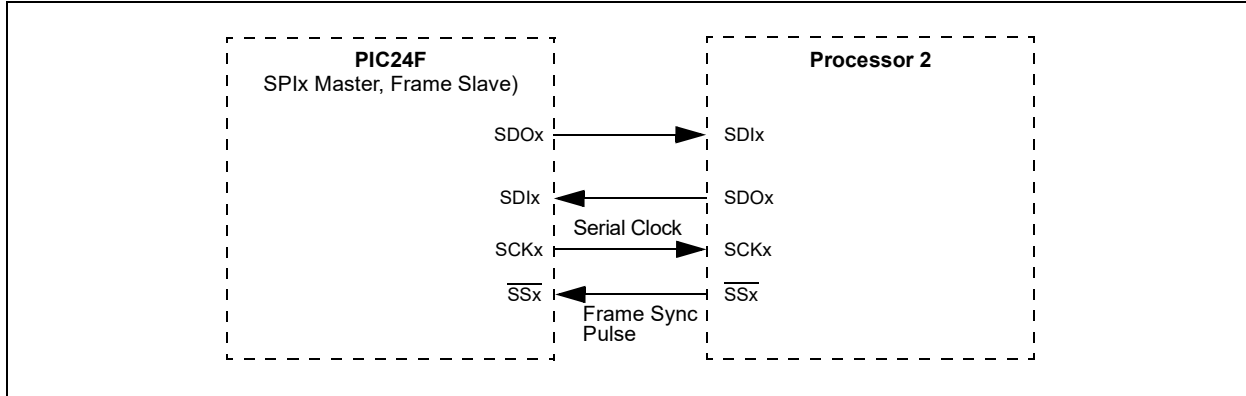 PIC24F
SPIx Master, Frame Slave)
Processor 2
SDOx
SDIx
SDIx
SDOx
Serial Clock
SCKx
SCKx
SSx
SSx
Frame Sync
Pulse